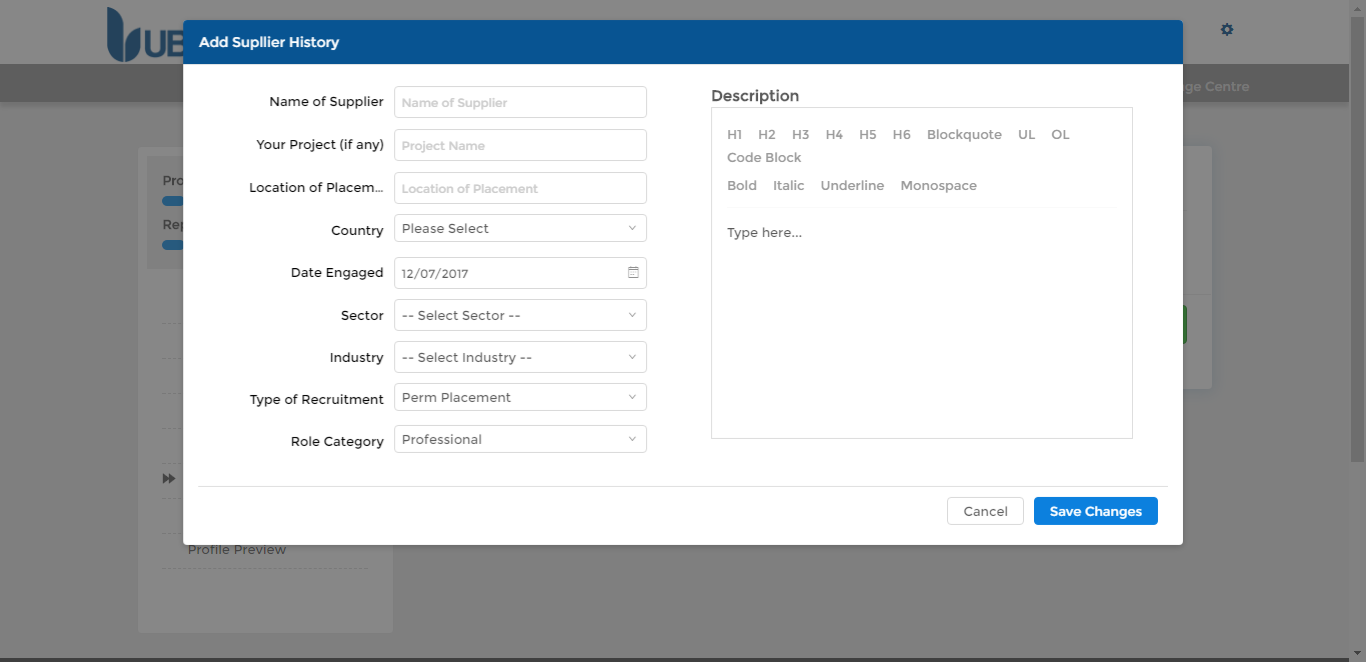 UB
Add Supllier History
ge Centre
Name of Supplier
Name of Supplier
Your Project (if any)
Project Name
Location of Placem...
Location of Placement
Country
Please Select
Date Engaged
12/07/2017
Sector
-- Select Sector --
Industry
-- Select Industry --
Type of Recruitment
Perm Placement
Role Category
Professional
Description
H1 H2 H3 H4 H5 H6 Blockquote UL OL
Code Block
Bold Italic Underline Monospace
Type here...
Cancel
Save Changes
Pro
Rep
Profile Preview